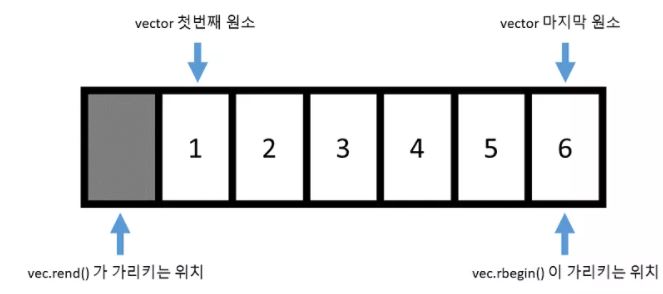 vector 첫번째 원소
vector 마지막 원소
1 2 3 4 5 6
vec.rend() 가 가리키는 위치
vec.rbegin() 이 가리키는 위치